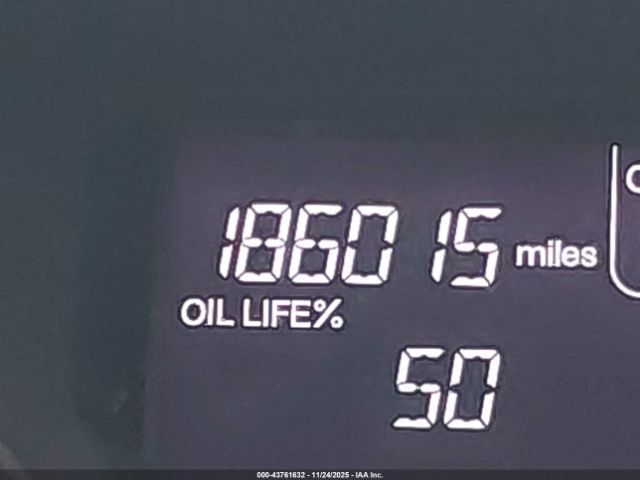 186015 miles
OIL LIFE%
50
000-43761632 - 11/24/2025 - IAA Inc.